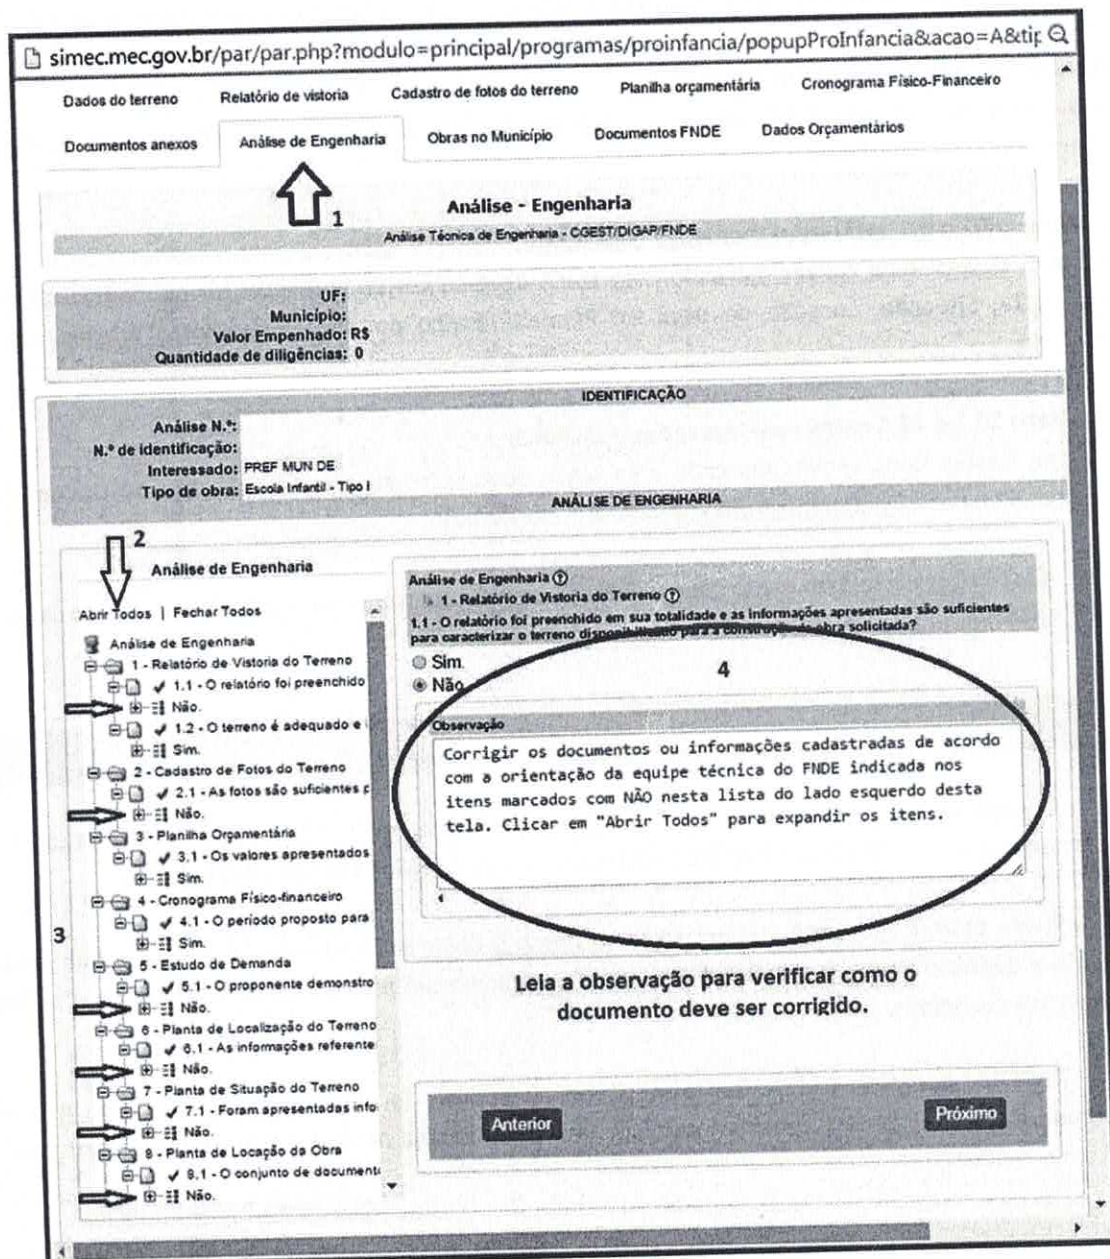 simec.mec.gov.br/par/par.php?modulo=principal/programas/proinfancia/popupProInfancia&acao=A&tip
Dados do terreno Relatório de vistoria Cadastro de fotos do terreno Planilha orçamentária Cronograma Físico-Financeiro
Documentos anexos Análise de Engenharia Obras no Município Documentos FNDE Dados Orçamentários
1
Análise - Engenharia
Análise Técnica de Engenharia - CGEST/DIGAP/FNDE
UF:
Município:
Valor Empenhado: R$
Quantidade de diligências: 0
IDENTIFICAÇÃO
Análise N.º:
N.º de identificação:
Interessado: PREF MUN DE
Tipo de obra: Escola Infantil - Tipo I
ANÁLISE DE ENGENHARIA
2
Análise de Engenharia
Abrir Todos | Fechar Todos
Análise de Engenharia
1 - Relatório de Vistoria do Terreno
1.1 - O relatório foi preenchido
Não.
1.2 - O terreno é adequado e
Sim.
2 - Cadastro de Fotos do Terreno
2.1 - As fotos são suficientes p
Não.
3 - Planilha Orçamentária
3.1 - Os valores apresentados
Sim.
4 - Cronograma Físico-financeiro
4.1 - O período proposto para
Sim.
3
5 - Estudo de Demanda
5.1 - O proponente demonstro
Não.
6 - Planta de Localização do Terreno
6.1 - As informações referente
Não.
7 - Planta de Situação do Terreno
7.1 - Foram apresentadas info
Não.
8 - Planta de Locação da Obra
8.1 - O conjunto de document
Não.
Análise de Engenharia
1 - Relatório de Vistoria do Terreno
1.1 - O relatório foi preenchido em sua totalidade e as informações apresentadas são suficientes
para caracterizar o terreno disponibilizado para a construção da obra solicitada?
Sim.
Não.
4
Observação
Corrigir os documentos ou informações cadastradas de acordo
com a orientação da equipe técnica do FNDE indicada nos
itens marcados com NÃO nesta lista do lado esquerdo desta
tela. Clicar em "Abrir Todos" para expandir os itens.
Leia a observação para verificar como o
documento deve ser corrigido.
Anterior Próximo